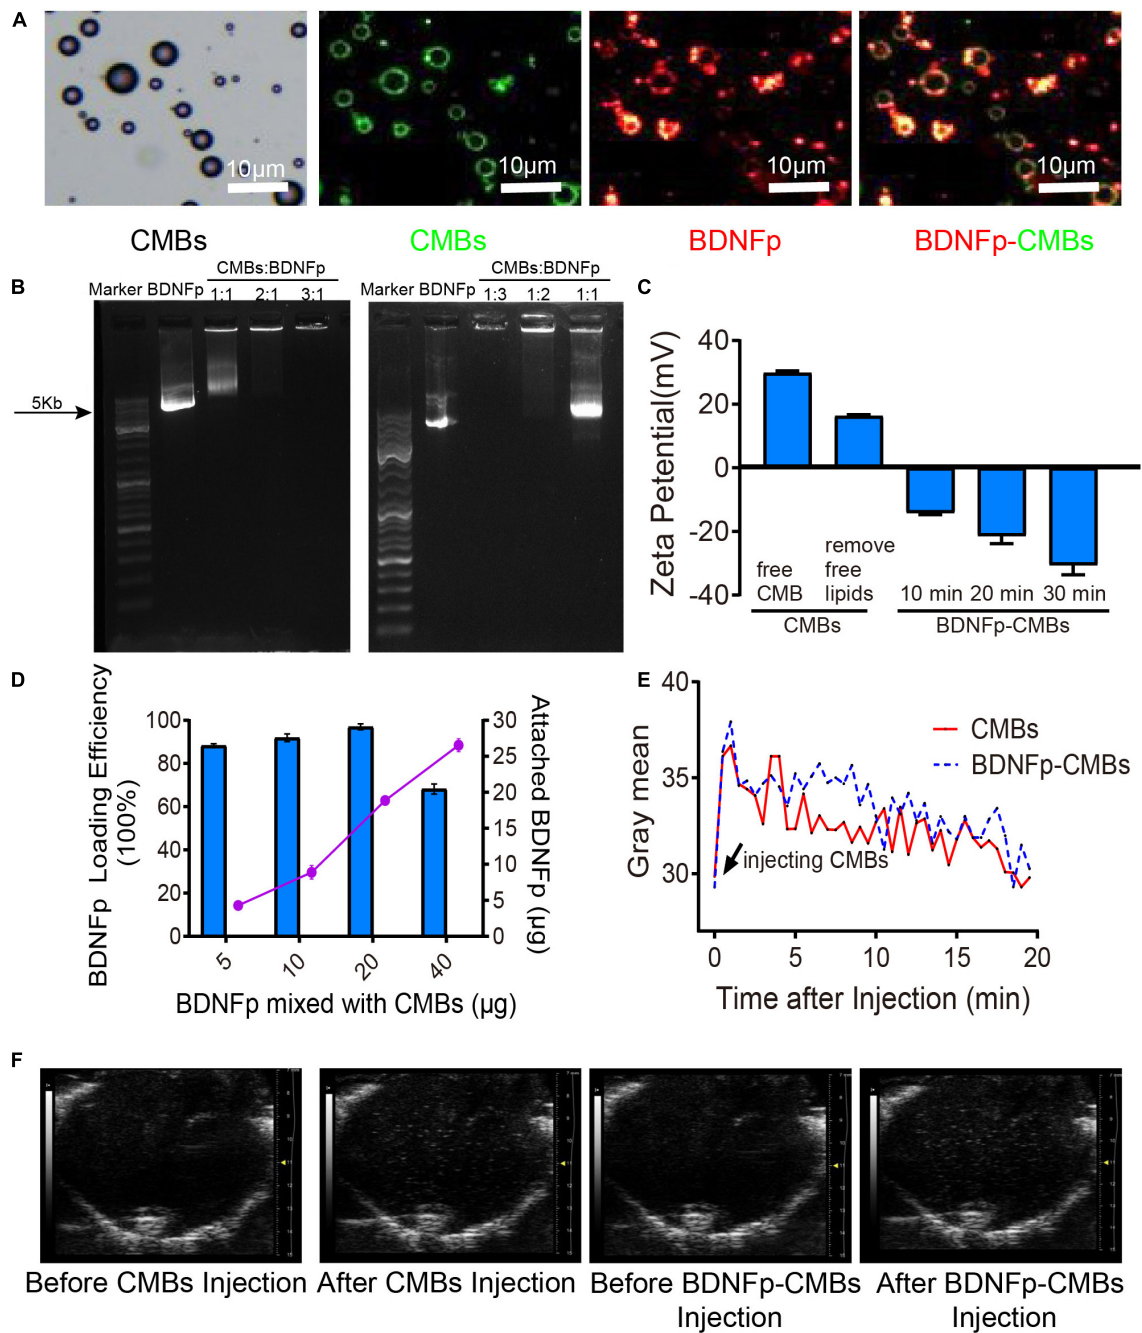 A
10μm
10μm
10μm
10μm
CMBs
CMBs
BDNFp
BDNFp-CMBs
B
CMBs:BDNFp
Marker BDNFp 1:1 2:1 3:1
CMBs:BDNFp
Marker BDNFp 1:3 1:2 1:1
5Kb
C
Zeta Petential(mV)
40
20
0
-20
-40
free
CMB
remove
free
lipids
10 min 20 min 30 min
CMBs
BDNFp-CMBs
D
BDNFp Loading Efficiency
(100%)
100
80
60
40
20
0
30
25
20
15
10
5
0
Attached BDNFp (μg)
5 10 20 40
BDNFp mixed with CMBs (μg)
E
Gray mean
40
35
30
CMBs
BDNFp-CMBs
injecting CMBs
0 5 10 15 20
Time after Injection (min)
F
Before CMBs Injection
After CMBs Injection
Before BDNFp-CMBs
Injection
After BDNFp-CMBs
Injection